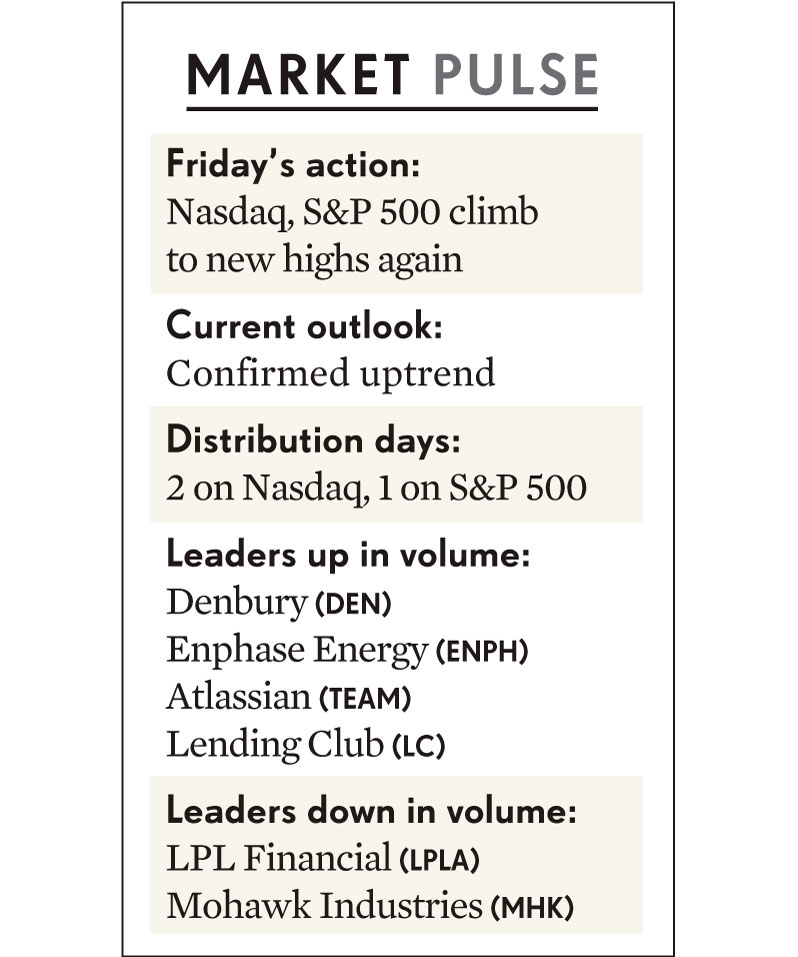 MARKET PULSE
Friday's action:
Nasdaq, S&P 500 climb
to new highs again
Current outlook:
Confirmed uptrend
Distribution days:
2 on Nasdaq, 1 on S&P 500
Leaders up in volume:
Denbury (DEN)
Enphase Energy (ENPH)
Atlassian (TEAM)
Lending Club (LC)
Leaders down in volume:
LPL Financial (LPLA)
Mohawk Industries (MHK)